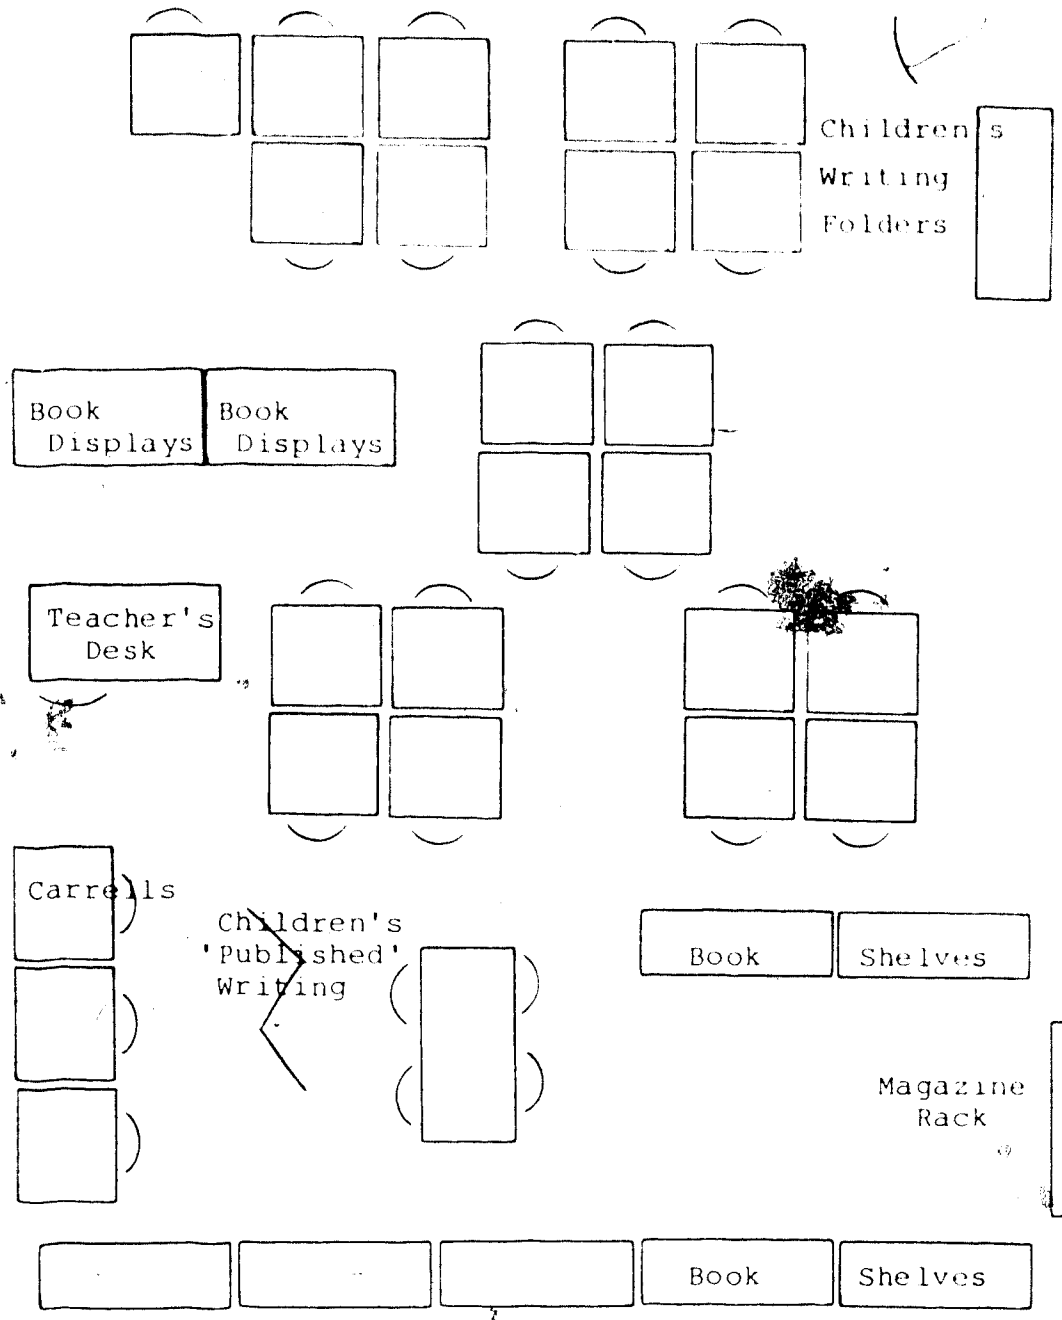 Children's
Writing
Folders
Book
Displays
Book
Displays
Teacher's
Desk
Carrells
Children's
'Published'
Writing
Book
Shelves
Magazine
Rack
Book
Shelves